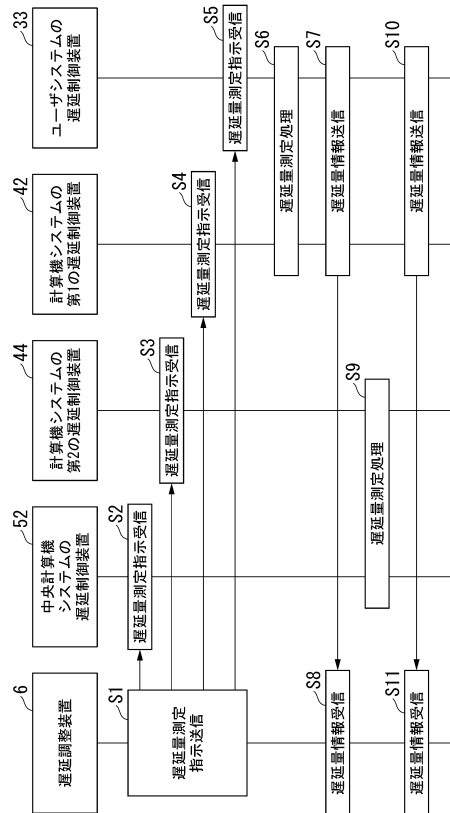 6
遅延調整装置
52
中央計算機
システムの
遅延制御装置
44
計算機システムの
第2の遅延制御装置
42
計算機システムの
第1の遅延制御装置
33
ユーザシステムの
遅延制御装置
S1
遅延量測定
指示送信
S2
遅延量測定指示受信
S3
遅延量測定指示受信
S4
遅延量測定指示受信
S5
遅延量測定指示受信
S6
遅延量測定処理
S7
遅延量情報送信
S8
遅延量情報受信
S9
遅延量測定処理
S10
遅延量情報送信
S11
遅延量情報受信